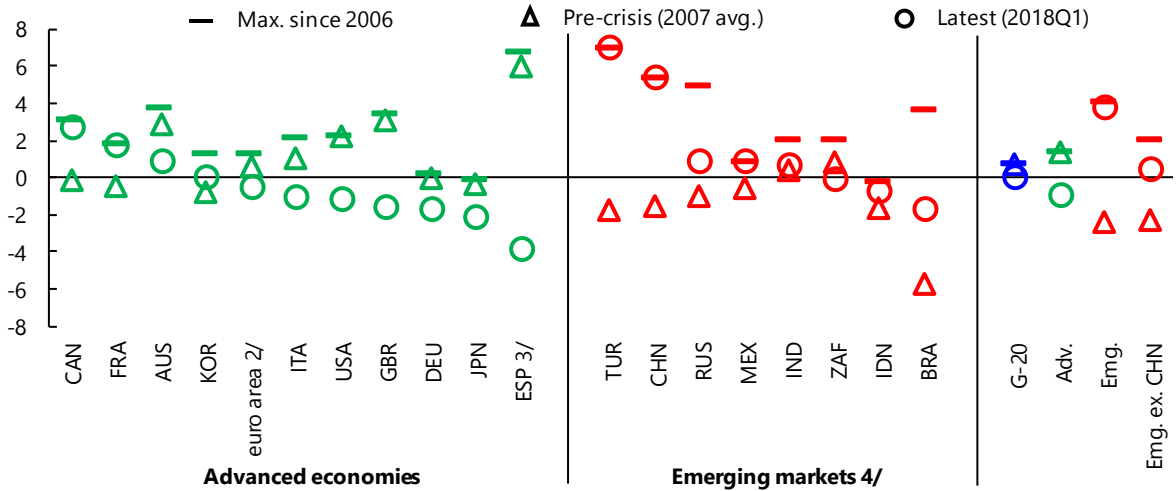 Max. since 2006 Pre-crisis (2007 avg.) Latest (2018Q1)
8
6
4
2
0
-2
-4
-6
-8
CAN
FRA
AUS
KOR
euro area 2/
ITA
USA
GBR
DEU
JPN
ESP 3/
TUR
CHN
RUS
MEX
IND
ZAF
IDN
BRA
G-20
Adv.
Emg.
Emg. ex. CHN
Advanced economies
Emerging markets 4/